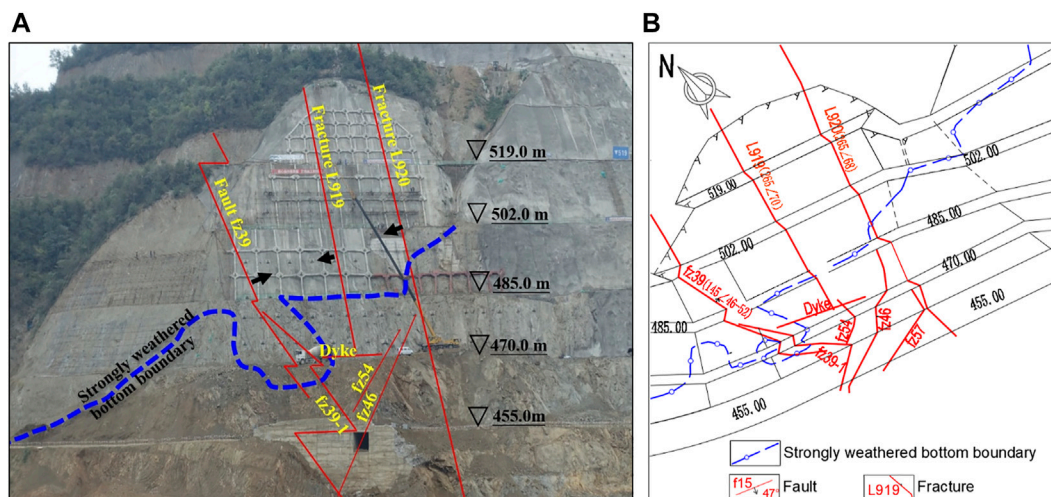 A
B
Fault fz39
Fracture L919
Fracture L920
519.0 m
502.0 m
485.0 m
470.0 m
455.0m
Strongly weathered
bottom boundary
Dyke
fz54
fz46
fz39-1
N
519.00
502.00
485.00
L919(265∠70)
L920(265∠68)
502.00
485.00
470.00
455.00
fz39(145∠46-52)
Dyke
fz54
fz46
fz57
fz39-1
455.00
Strongly weathered bottom boundary
f15
47°
Fault
L919
Fracture